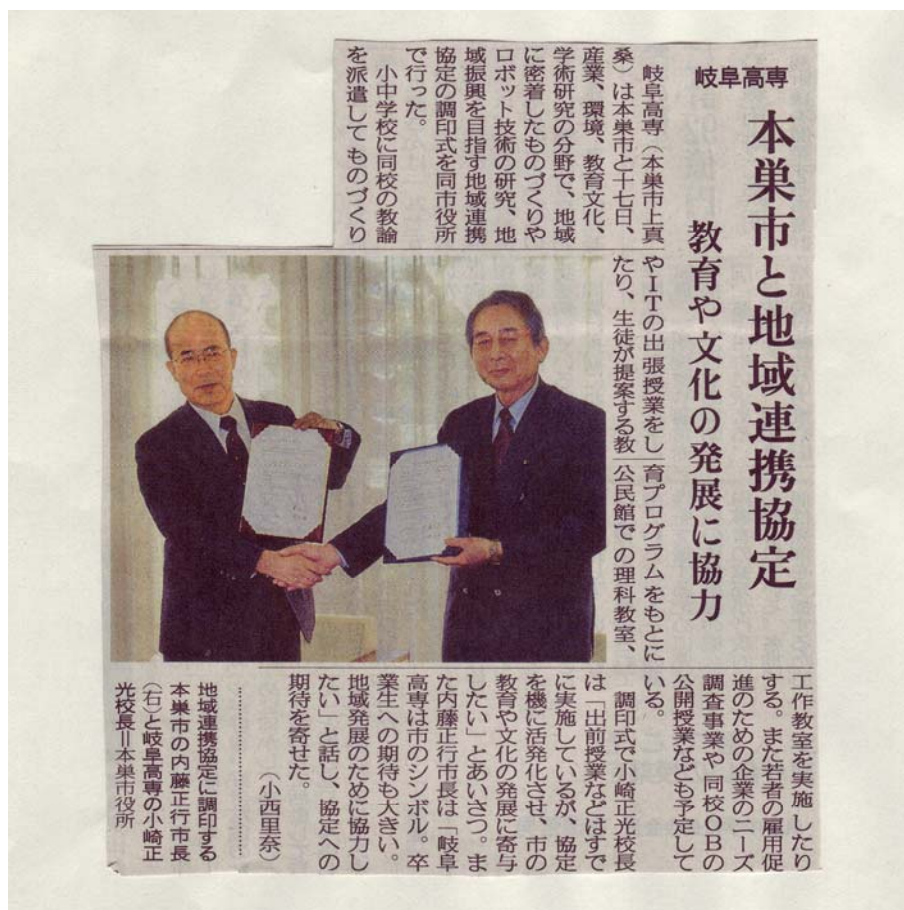 岐阜高専
本巣市と地域連携協定
教育や文化の発展に協力
岐阜高専（本巣市上真
桑）は本巣市と十七日、
産業、環境、教育文化、
学術研究の分野で、地域
に密着したものづくりや
ロボット技術の研究、地
域振興を目指す地域連携
協定の調印式を同市役所
で行った。
小中学校に同校の教諭
を派遣して ものづくり
やITの出張授業をし
たり、生徒が提案する教
育プログラムをもとに
公民館での理科教室、
工作教室を実施したり
する。また若者の雇用促
進のための企業のニーズ
調査事業や同校OBの
公開授業なども予定して
いる。
調印式で小崎正光校長
は「出前授業などはすで
に実施しているが、協定
を機に活発化させ、市の
教育や文化の発展に寄与
したい」とあいさつ。ま
た内藤正行市長は「岐阜
高専は市のシンボル。卒
業生への期待も大きい。
地域発展のために協力し
たい」と話し、協定への
期待を寄せた。
（小西里奈）
地域連携協定に調印する
本巣市の内藤正行市長
（右）と岐阜高専の小崎正
光校長＝本巣市役所